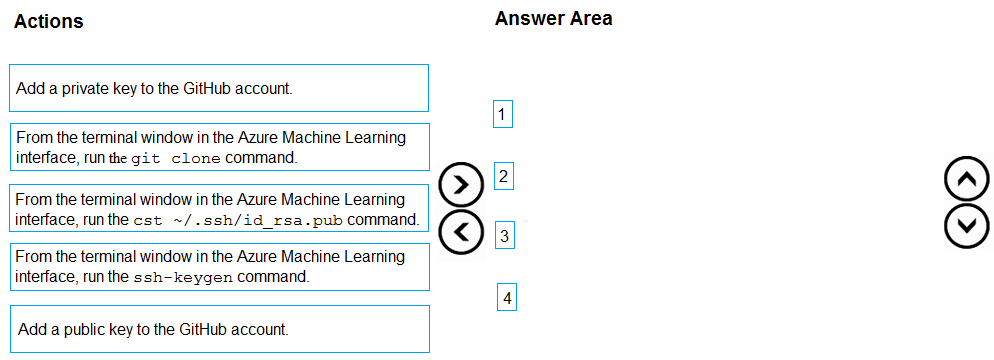 Actions
Answer Area
Add a private key to the GitHub account.
From the terminal window in the Azure Machine Learning
interface, run the git clone command.
From the terminal window in the Azure Machine Learning
interface, run the cst ~/.ssh/id_rsa.pub command.
From the terminal window in the Azure Machine Learning
interface, run the ssh-keygen command.
Add a public key to the GitHub account.
1
2
3
4